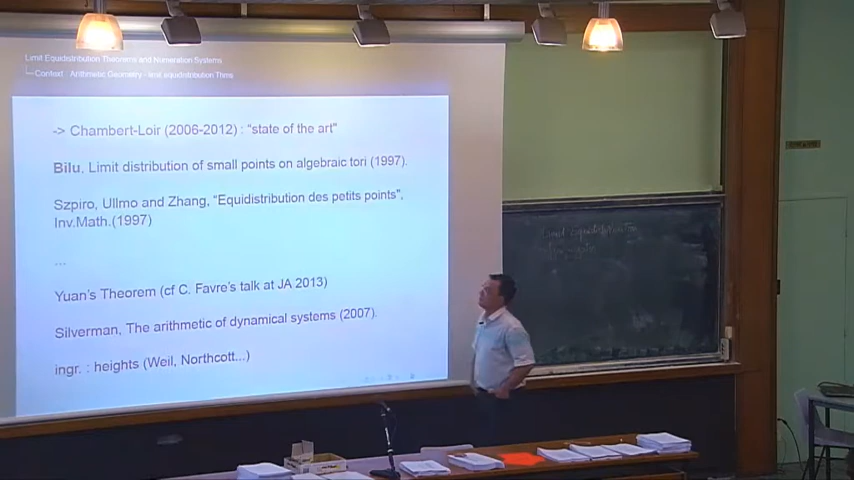 Limit Equidistribution Theorems and Numeration Systems
Context : Arithmetic Geometry - limit equidistribution Thms
-> Chambert-Loir (2006-2012) : "state of the art"
Bilu, Limit distribution of small points on algebraic tori (1997).
Szpiro, Ullmo and Zhang, "Equidistribution des petits points",
Inv.Math.(1997)
...
Yuan's Theorem (cf C. Favre's talk at JA 2013)
Silverman, The arithmetic of dynamical systems (2007).
ingr. : heights (Weil, Northcott...)
Limit Equidistribution